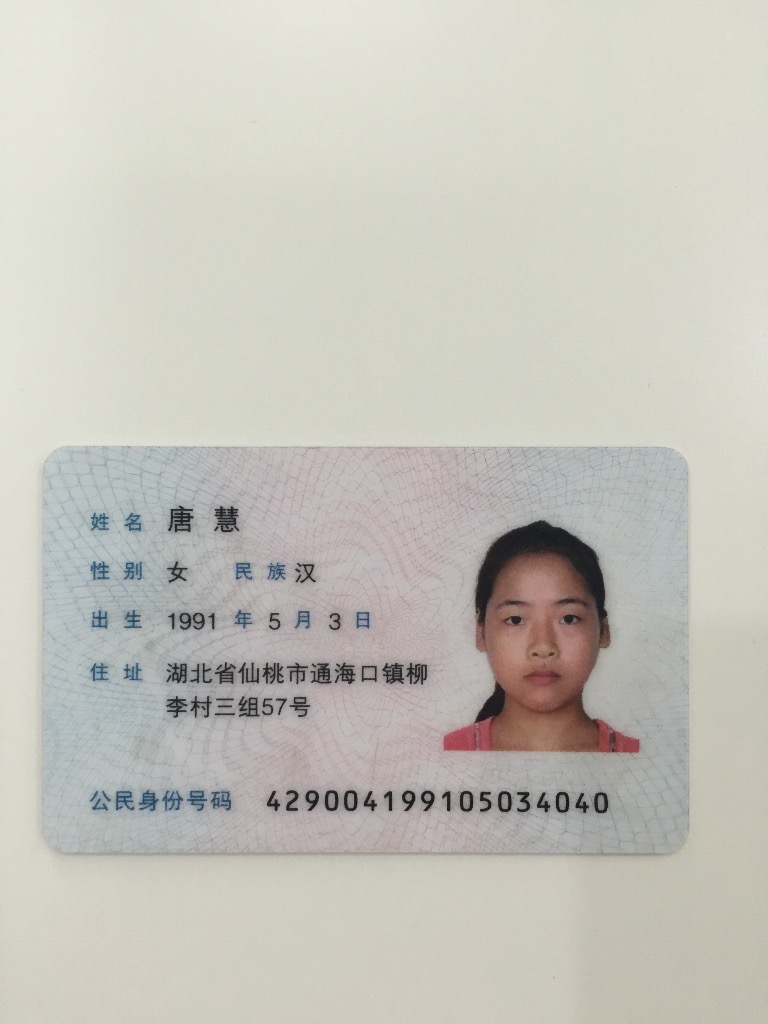 姓名 唐慧
性别 女 民族 汉
出生 1991 年 5 月 3 日
住址 湖北省仙桃市通海口镇柳
李村三组57号
公民身份号码 429004199105034040